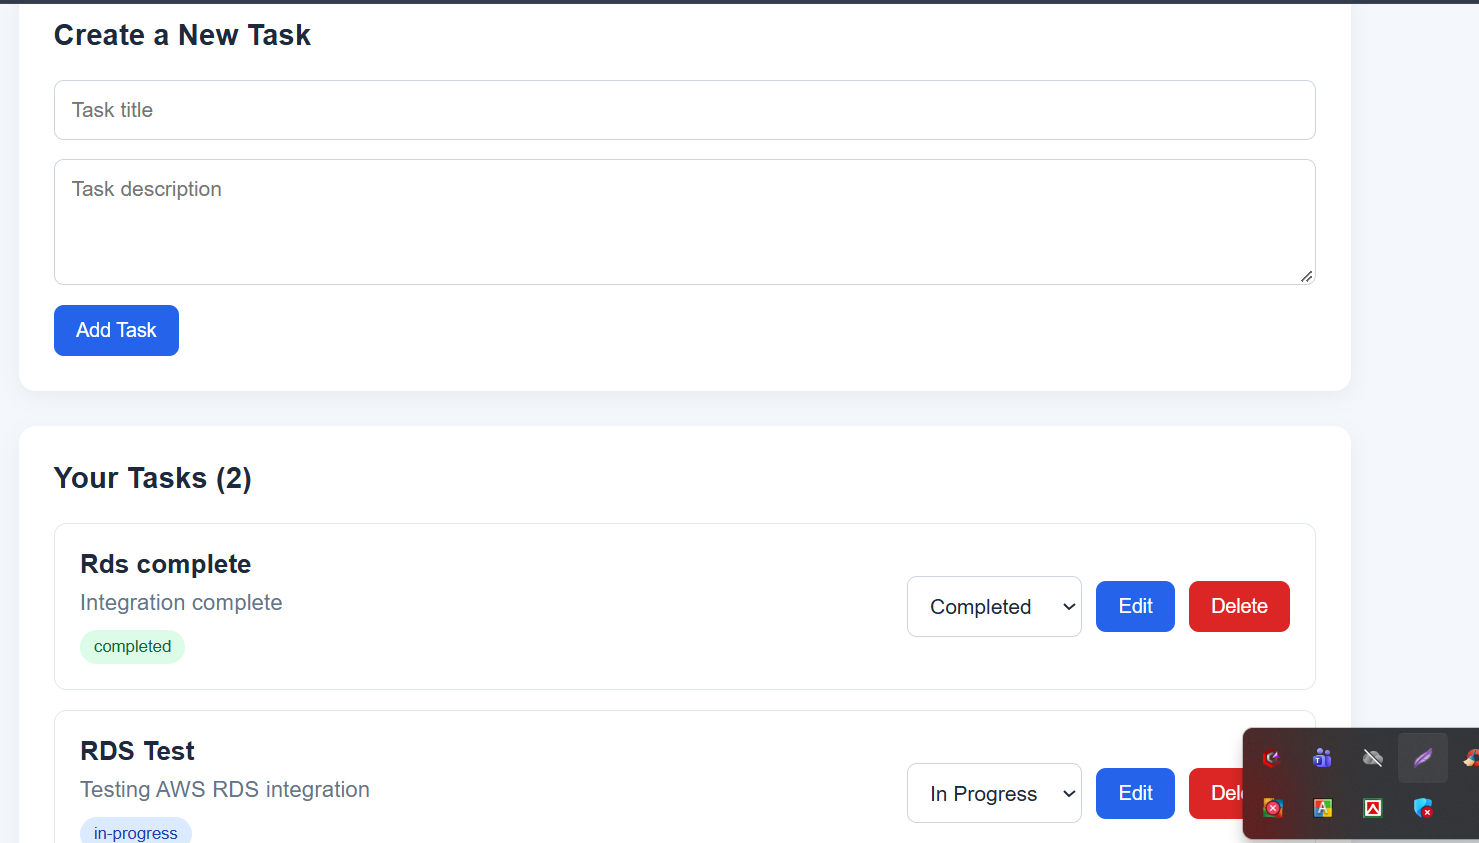 Create a New Task
Task title
Task description
Add Task
Your Tasks (2)
Rds complete
Integration complete
completed
Completed
Edit
Delete
RDS Test
Testing AWS RDS integration
in-progress
In Progress
Edit
Del